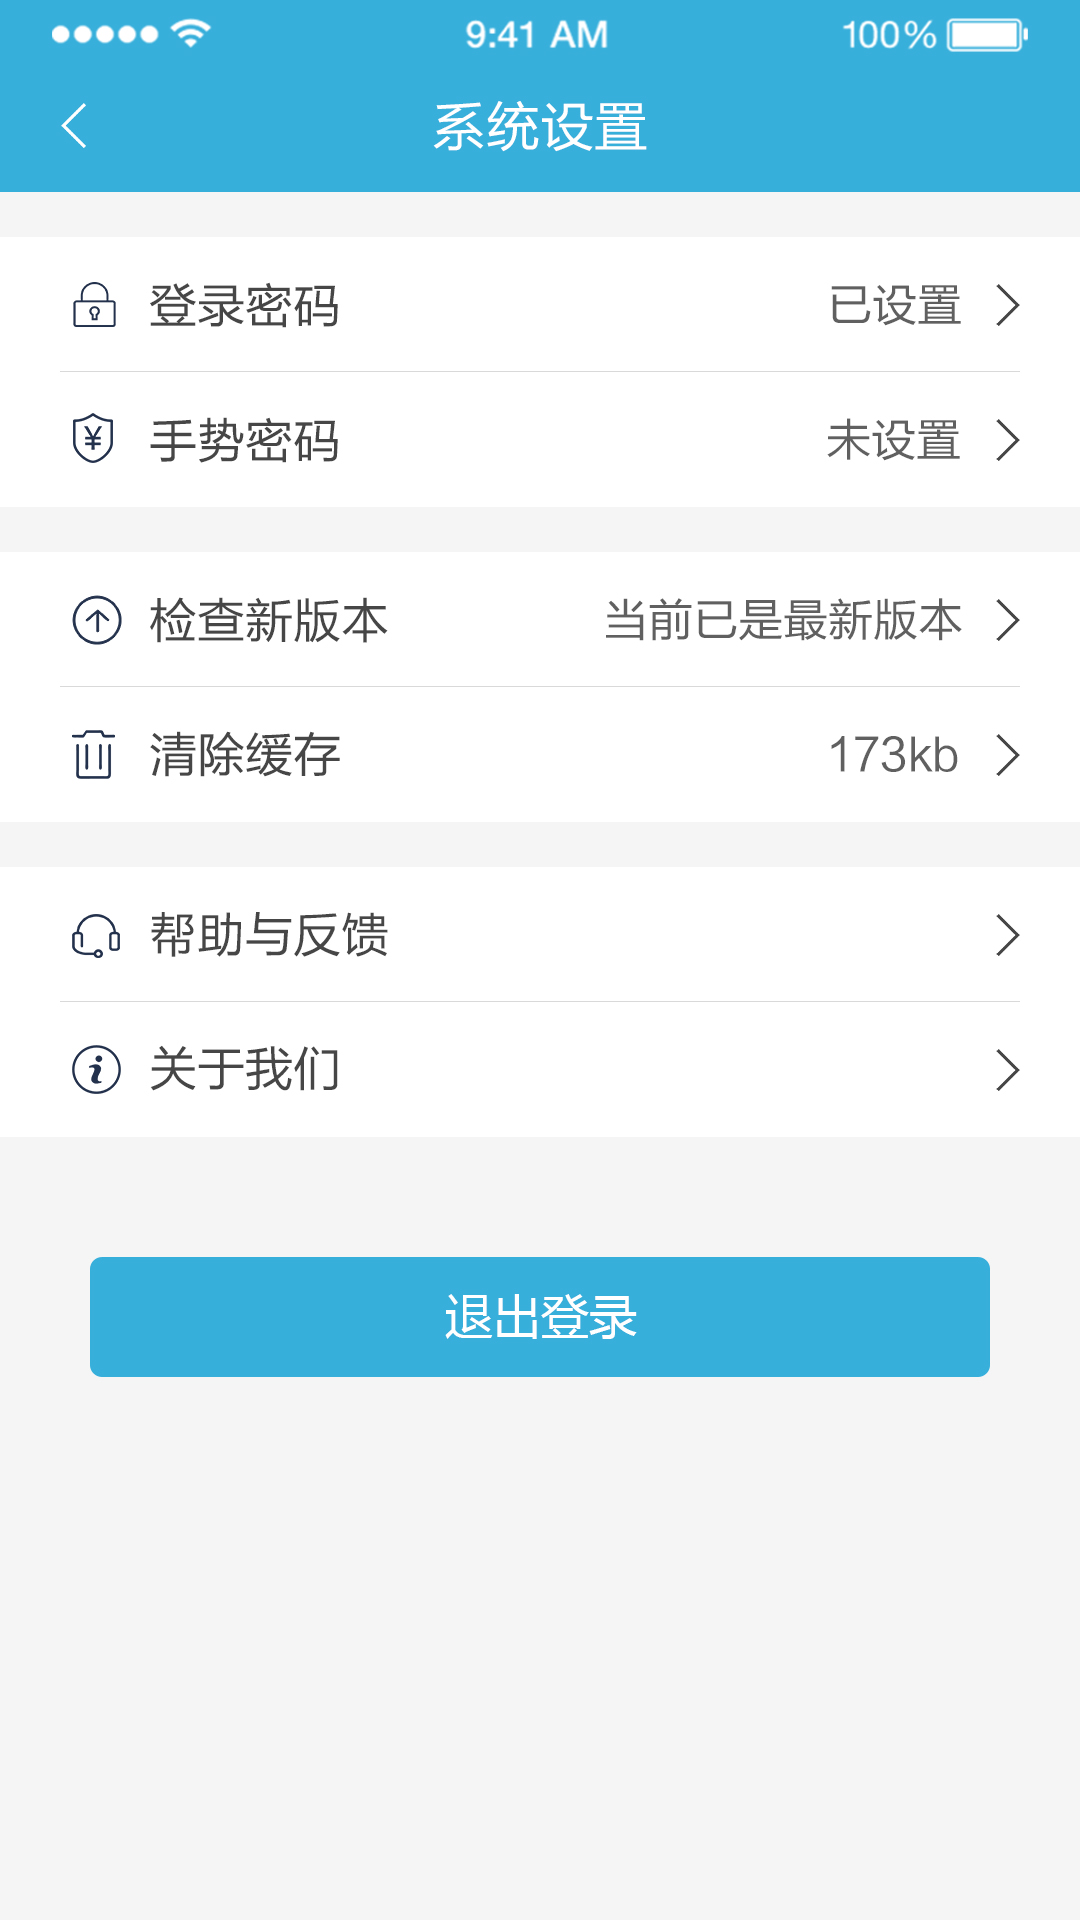 9:41 AM 100%
系统设置
登录密码 已设置
手势密码 未设置
检查新版本 当前已是最新版本
清除缓存 173kb
帮助与反馈
关于我们
退出登录